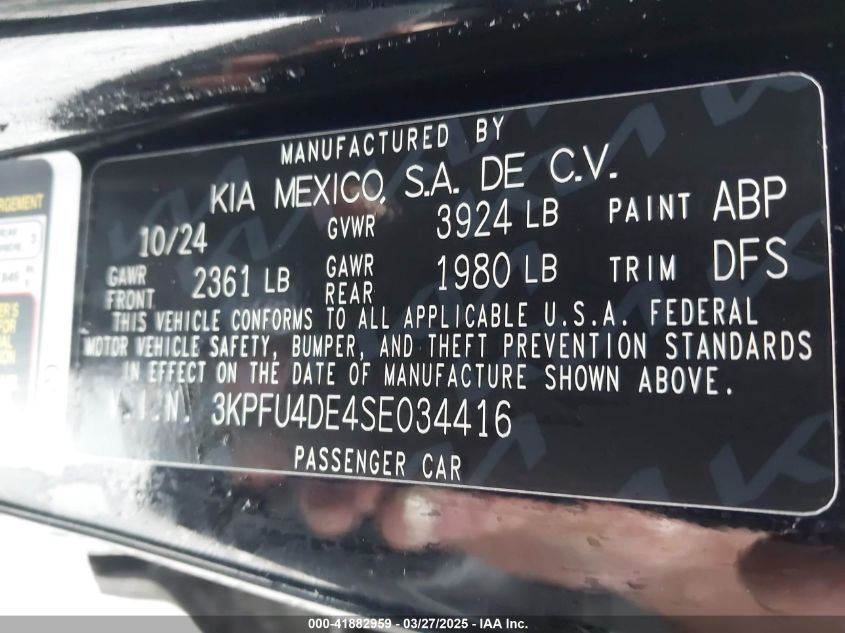 MANUFACTURED BY
KIA MEXICO, S.A. DE C.V.
10/24 GVWR 3924 LB PAINT ABP
GAWR FRONT 2361 LB GAWR REAR 1980 LB TRIM DFS
THIS VEHICLE CONFORMS TO ALL APPLICABLE U.S.A. FEDERAL
MOTOR VEHICLE SAFETY, BUMPER, AND THEFT PREVENTION STANDARDS
IN EFFECT ON THE DATE OF MANUFACTURE SHOWN ABOVE.
V.I.N. 3KPFU4DE4SE034416
PASSENGER CAR
000-41882959 - 03/27/2025 - IAA Inc.